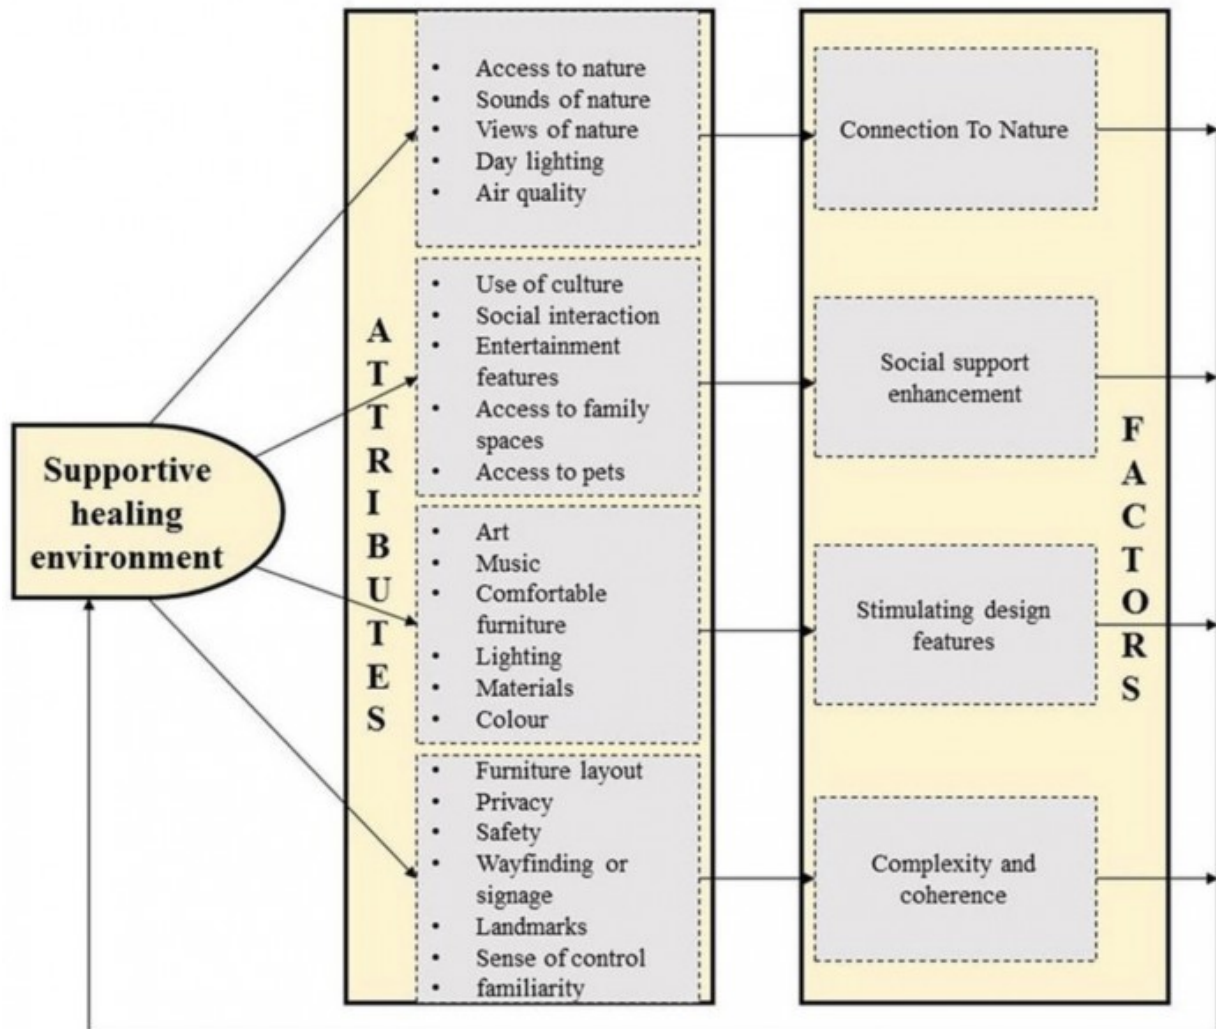 Supportive
healing
environment
ATTRIBUTES
• Access to nature
• Sounds of nature
• Views of nature
• Day lighting
• Air quality
• Use of culture
• Social interaction
• Entertainment
features
• Access to family
spaces
• Access to pets
• Art
• Music
• Comfortable
furniture
• Lighting
• Materials
• Colour
• Furniture layout
• Privacy
• Safety
• Wayfinding or
signage
• Landmarks
• Sense of control
• familiarity
Connection To Nature
Social support
enhancement
Stimulating design
features
Complexity and
coherence
FACTORS